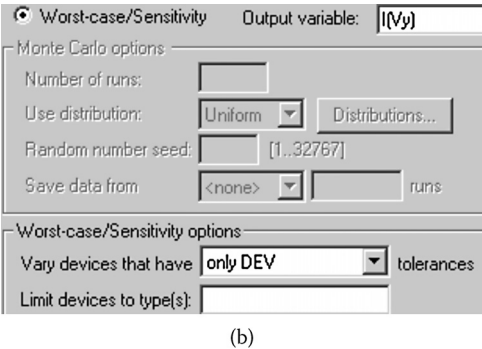 Worst-case/Sensitivity Output variable: I(Vy)
Monte Carlo options
Number of runs:
Use distribution: Uniform Distributions...
Random number seed: [1..32767]
Save data from <none> runs
Worst-case/Sensitivity options
Vary devices that have only DEV tolerances
Limit devices to type(s):
(b)